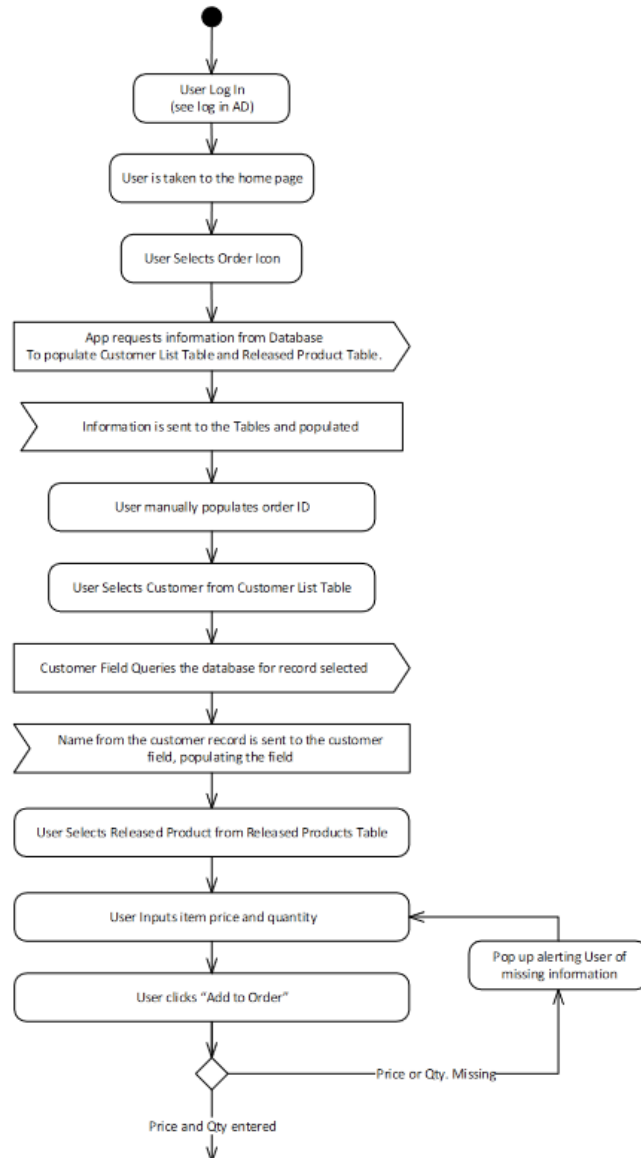 User Log In
(see log in AD)
User is taken to the home page
User Selects Order Icon
App requests information from Database
To populate Customer List Table and Released Product Table.
Information is sent to the Tables and populated
User manually populates order ID
User Selects Customer from Customer List Table
Customer Field Queries the database for record selected
Name from the customer record is sent to the customer
field, populating the field
User Selects Released Product from Released Products Table
User Inputs item price and quantity
Pop up alerting User of
missing information
User clicks “Add to Order”
Price or Qty. Missing
Price and Qty entered